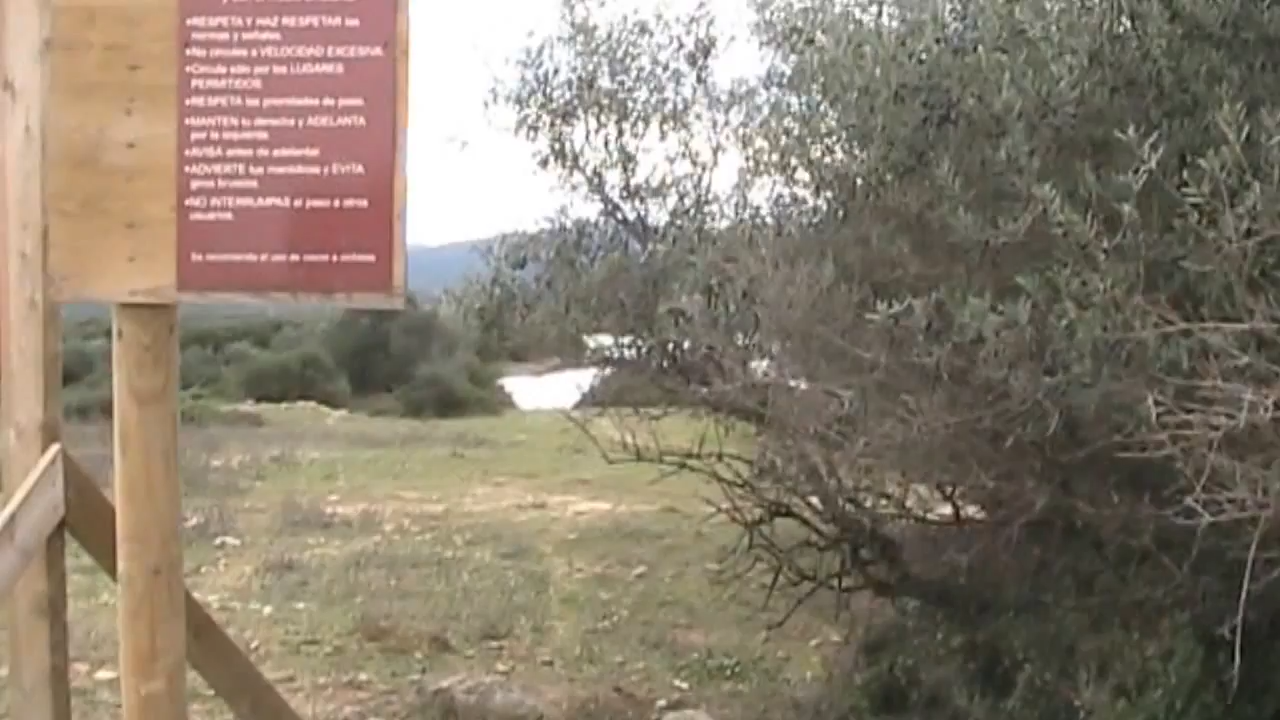 •RESPETA Y HAZ RESPETAR las
normas y señales.
•No circules a VELOCIDAD EXCESIVA.
•Circula sólo por los LUGARES
PERMITIDOS.
•RESPETA las prioridades de paso.
•MANTEN tu derecha y ADELANTA
por la izquierda.
•AVISA antes de adelantar.
•ADVIERTE tus maniobras y EVITA
giros bruscos.
•NO INTERRUMPAS el paso a otros
usuarios.
Se recomienda el uso de casco a ciclistas